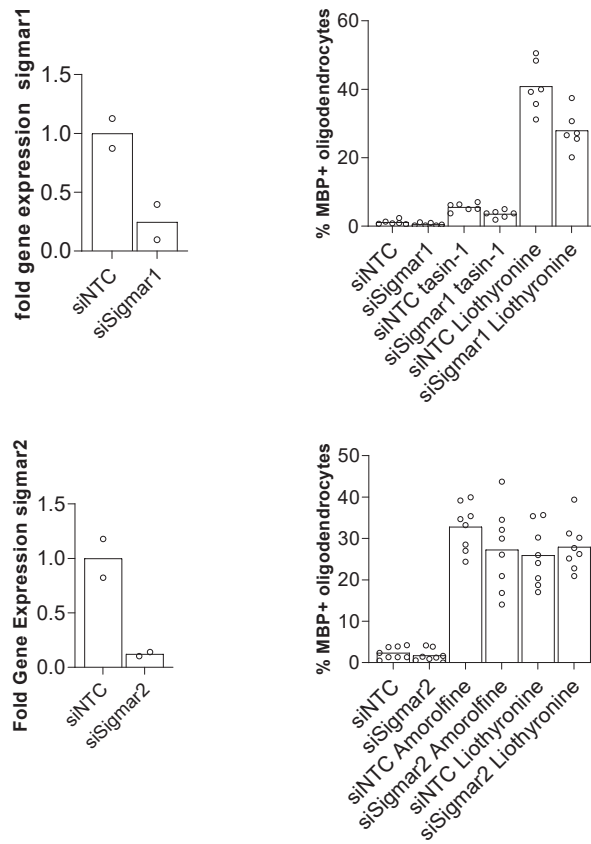 fold gene expression sigmar1
1.5
1.0
0.5
0.0
siNTC
siSigmar1
% MBP+ oligodendrocytes
60
40
20
0
siNTC
siSigmar1
siNTC tasin-1
siSigmar1 tasin-1
siNTC Liothyronine
siSigmar1 Liothyronine
Fold Gene Expression sigmar2
1.5
1.0
0.5
0.0
siNTC
siSigmar2
% MBP+ oligodendrocytes
50
40
30
20
10
0
siNTC
siSigmar2
siNTC Amorolfine
siSigmar2 Amorolfine
siNTC Liothyronine
siSigmar2 Liothyronine